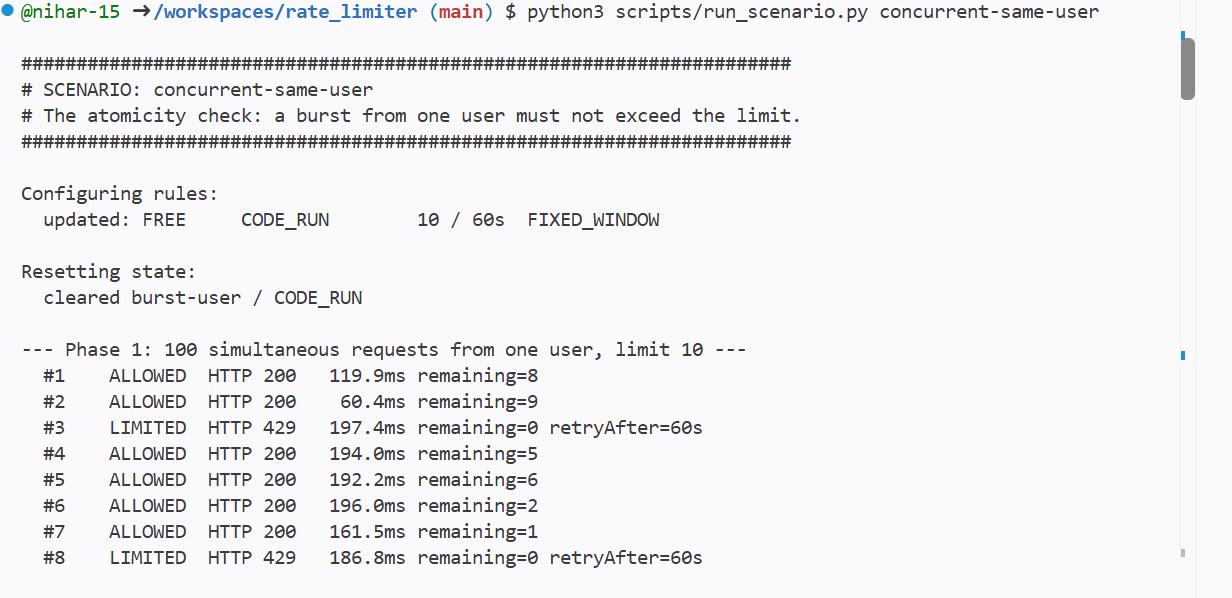 @nihar-15 →/workspaces/rate_limiter (main) $ python3 scripts/run_scenario.py concurrent-same-user
######################################################################
# SCENARIO: concurrent-same-user
# The atomicity check: a burst from one user must not exceed the limit.
######################################################################
Configuring rules:
  updated: FREE     CODE_RUN        10 / 60s  FIXED_WINDOW
Resetting state:
  cleared burst-user / CODE_RUN
--- Phase 1: 100 simultaneous requests from one user, limit 10 ---
  #1    ALLOWED  HTTP 200   119.9ms remaining=8
  #2    ALLOWED  HTTP 200    60.4ms remaining=9
  #3    LIMITED  HTTP 429   197.4ms remaining=0 retryAfter=60s
  #4    ALLOWED  HTTP 200   194.0ms remaining=5
  #5    ALLOWED  HTTP 200   192.2ms remaining=6
  #6    ALLOWED  HTTP 200   196.0ms remaining=2
  #7    ALLOWED  HTTP 200   161.5ms remaining=1
  #8    LIMITED  HTTP 429   186.8ms remaining=0 retryAfter=60s